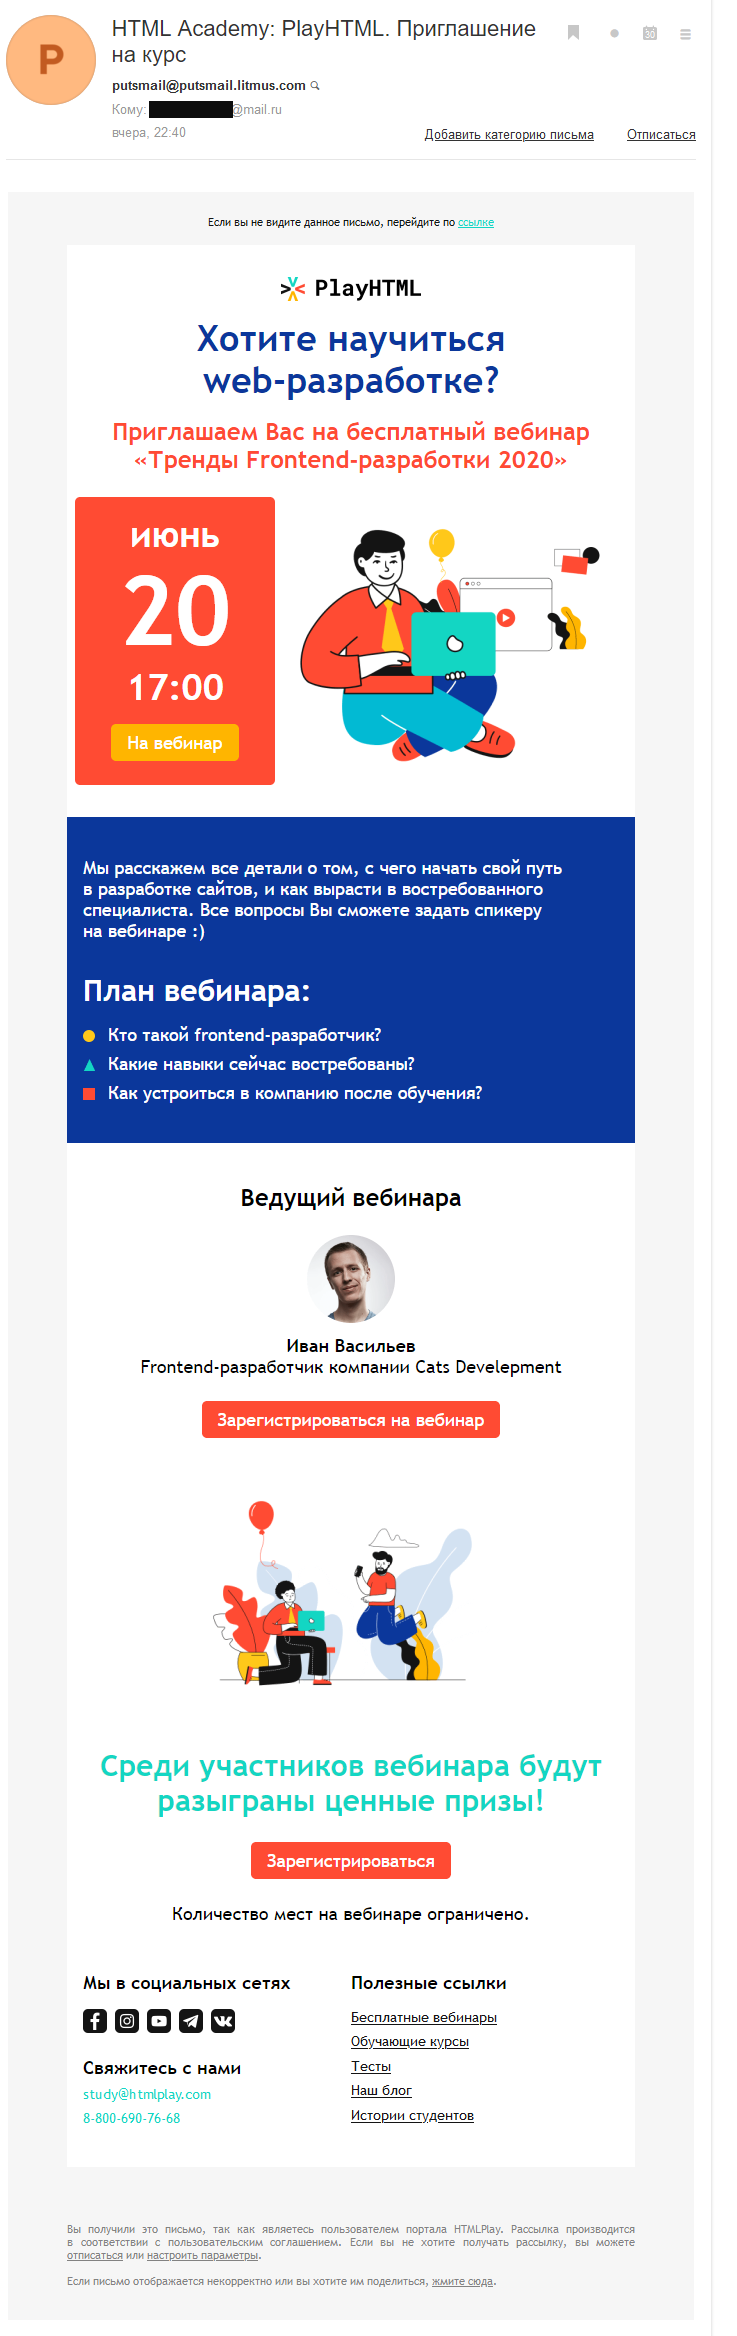 P
HTML Academy: PlayHTML. Приглашение
на курс
30
putsmail@putsmail.litmus.com
Кому: @mail.ru
вчера, 22:40
Добавить категорию письма Отписаться
Если вы не видите данное письмо, перейдите по ссылке
PlayHTML
Хотите научиться
web-разработке?
Приглашаем Вас на бесплатный вебинар
«Тренды Frontend-разработки 2020»
июнь
20
17:00
На вебинар
Мы расскажем все детали о том, с чего начать свой путь
в разработке сайтов, и как вырасти в востребованного
специалиста. Все вопросы Вы сможете задать спикеру
на вебинаре :)
План вебинара:
Кто такой frontend-разработчик?
Какие навыки сейчас востребованы?
Как устроиться в компанию после обучения?
Ведущий вебинара
Иван Васильев
Frontend-разработчик компании Cats Develepment
Зарегистрироваться на вебинар
Среди участников вебинара будут
разыграны ценные призы!
Зарегистрироваться
Количество мест на вебинаре ограничено.
Мы в социальных сетях
Свяжитесь с нами
study@htmlplay.com
8-800-690-76-68
Полезные ссылки
Бесплатные вебинары
Обучающие курсы
Тесты
Наш блог
Истории студентов
Вы получили это письмо, так как являетесь пользователем портала HTMLPlay. Рассылка производится
в соответствии с пользовательским соглашением. Если вы не хотите получать рассылку, вы можете
отписаться или настроить параметры.
Если письмо отображается некорректно или вы хотите им поделиться, жмите сюда.